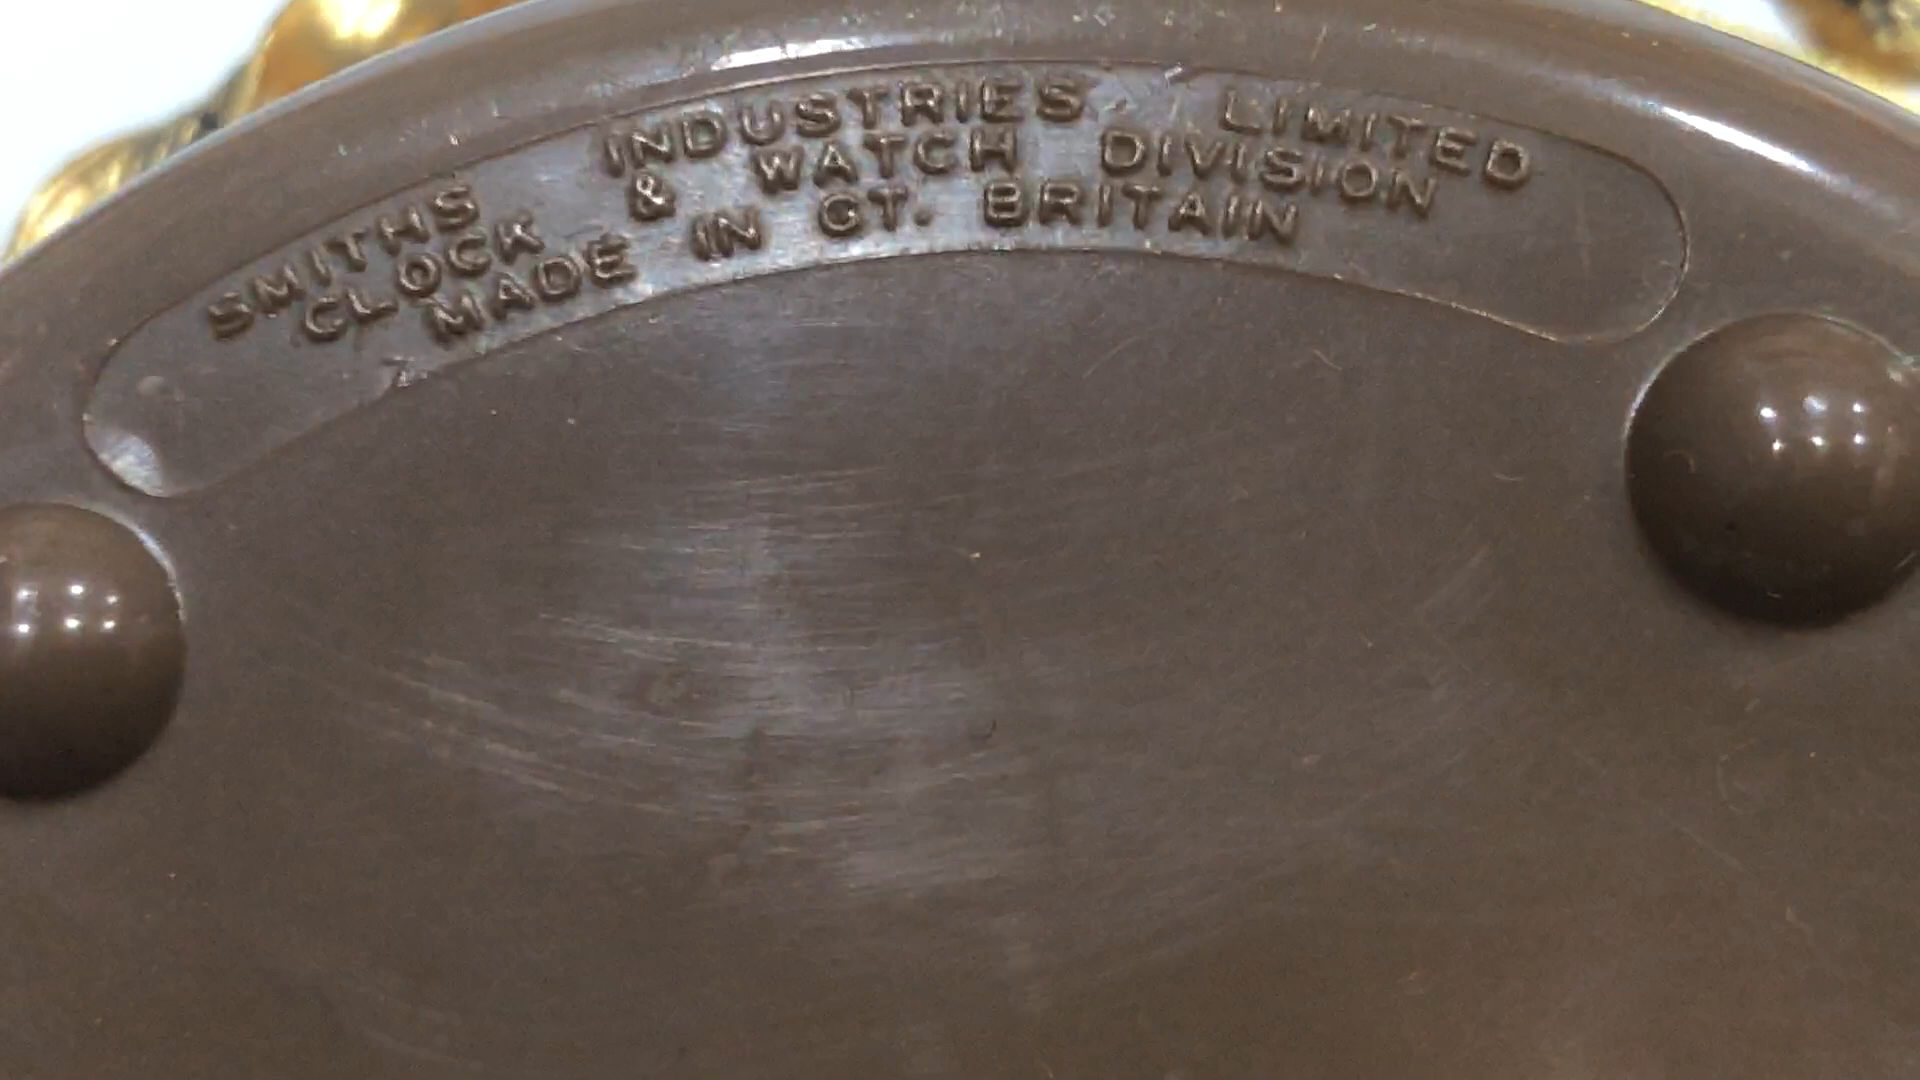 SMITHS INDUSTRIES LIMITED
CLOCK & WATCH DIVISION
MADE IN GT. BRITAIN